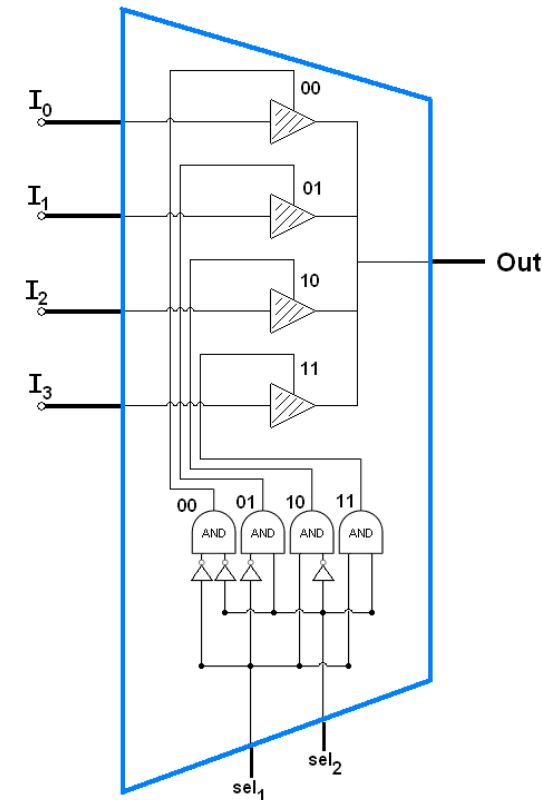 00
I0
01
I1
Out
10
I2
11
I3
00 01 10 11
AND AND AND AND
sel1 sel2